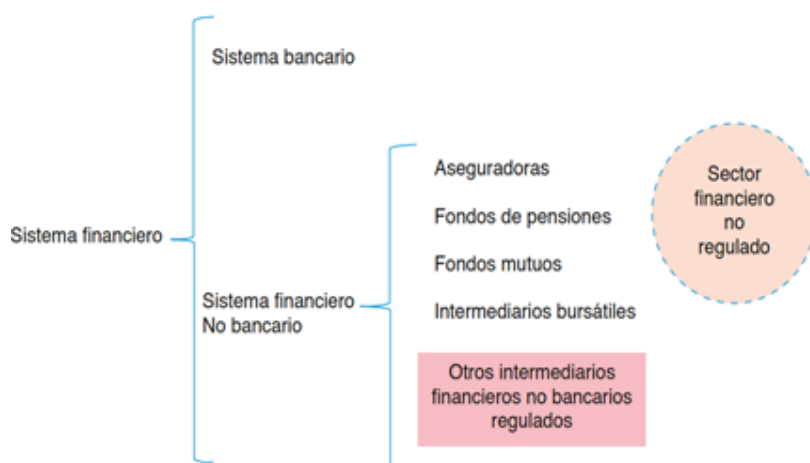 Sistema bancario
Sistema financiero
Sistema financiero
No bancario
Aseguradoras
Fondos de pensiones
Fondos mutuos
Intermediarios bursátiles
Otros intermediarios
financieros no bancarios
regulados
Sector
financiero
no
regulado